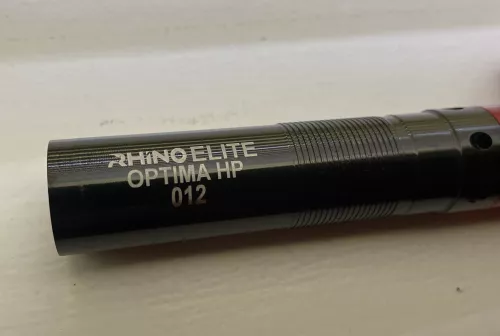 RHINO ELITE
OPTIMA HP
012